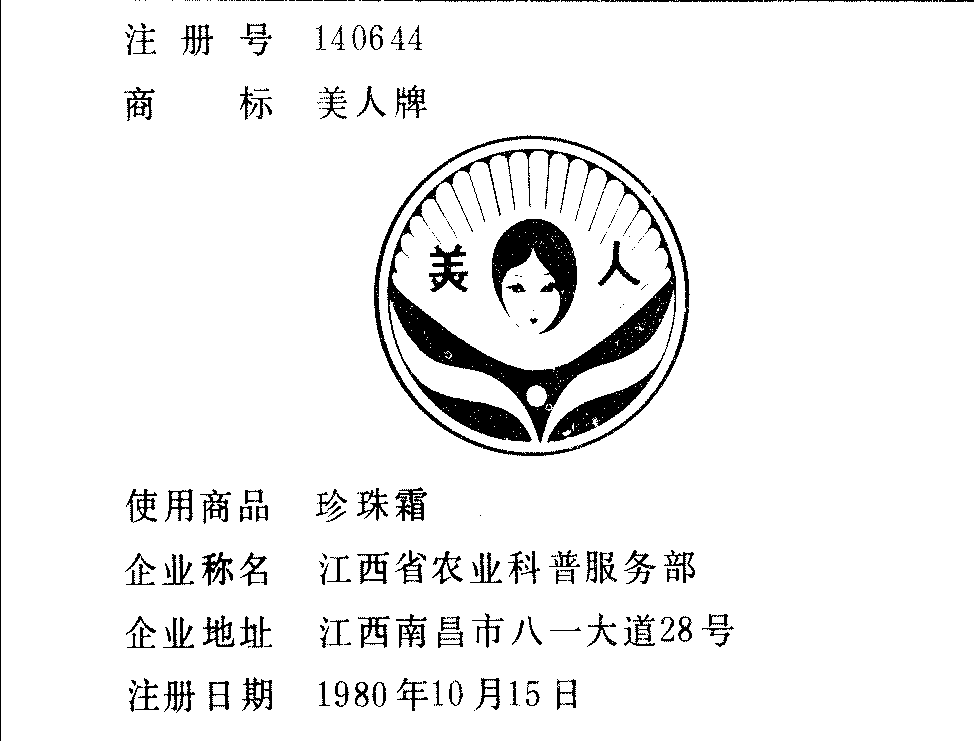 注册号 140644
商标 美人牌
美人
使用商品 珍珠霜
企业称名 江西省农业科普服务部
企业地址 江西南昌市八一大道28号
注册日期 1980年10月15日